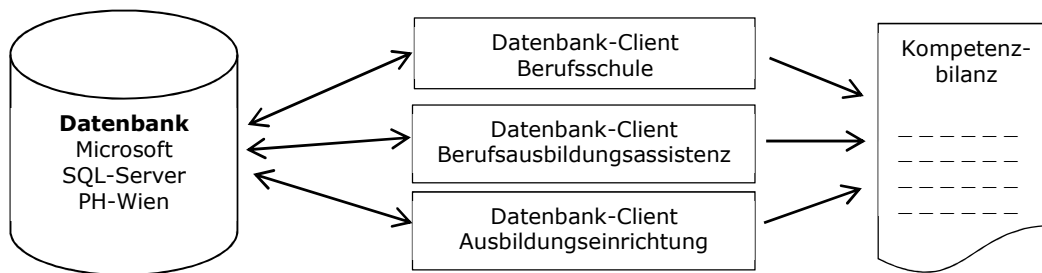 Datenbank
Microsoft
SQL-Server
PH-Wien
Datenbank-Client
Berufsschule
Datenbank-Client
Berufsausbildungsassistenz
Datenbank-Client
Ausbildungseinrichtung
Kompetenz-
bilanz